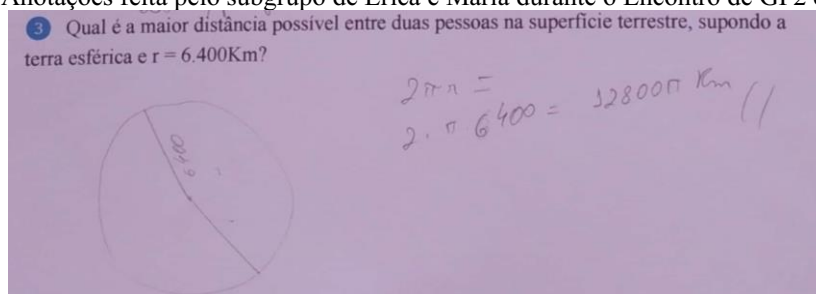 Anotações feita pelo subgrupo de Erica e Maria durante o Encontro de GP2
3 Qual é a maior distância possível entre duas pessoas na superfície terrestre, supondo a
terra esférica e r = 6.400Km?
2πr =
2. π 6400 = 12800π Km //
6400